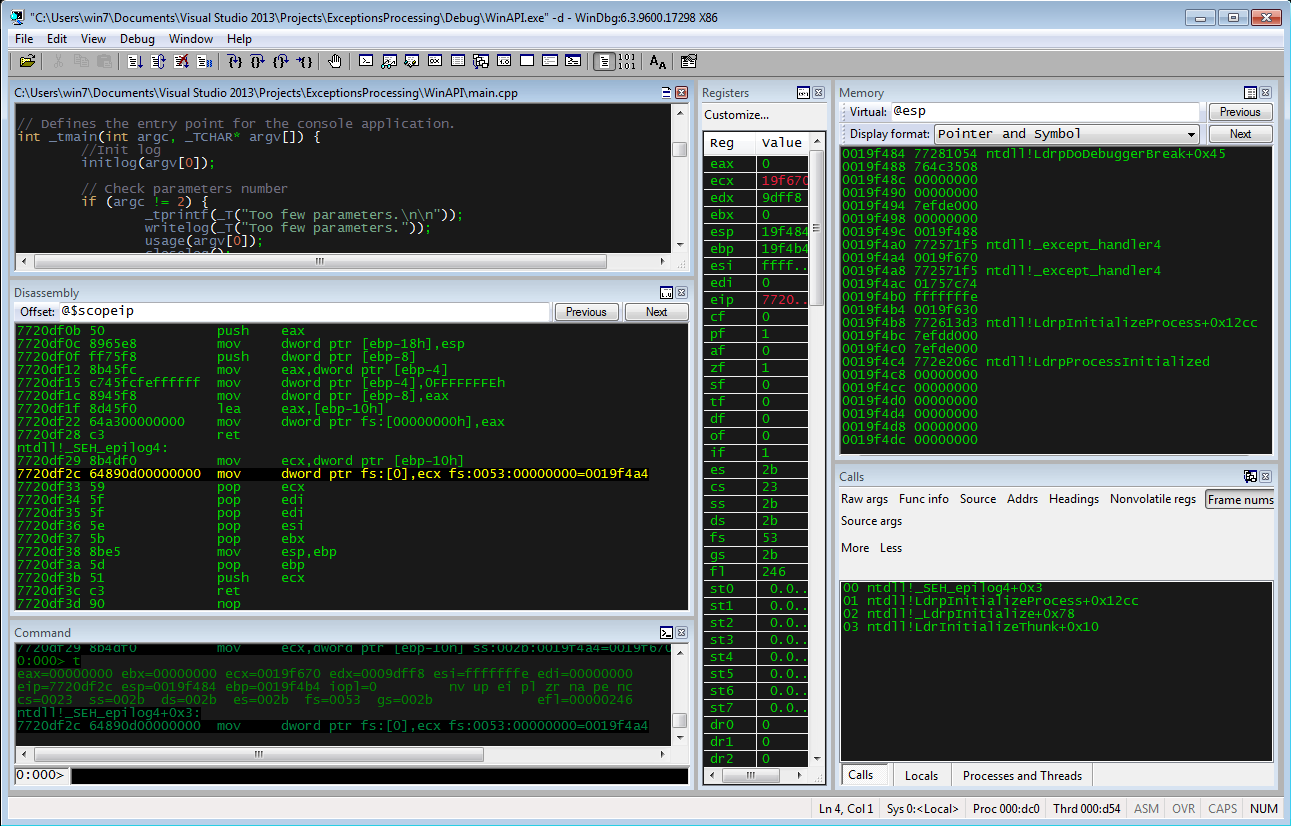 "C:\Users\win7\Documents\Visual Studio 2013\Projects\ExceptionsProcessing\Debug\WinAPI.exe" -d - WinDbg:6.3.9600.17298 X86
File Edit View Debug Window Help
C:\Users\win7\Documents\Visual Studio 2013\Projects\ExceptionsProcessing\WinAPI\main.cpp
// Defines the entry point for the console application.
int _tmain(int argc, _TCHAR* argv[]) {
//Init log
initlog(argv[0]);
// Check parameters number
if (argc != 2) {
_tprintf(_T("Too few parameters.\n\n"));
writelog(_T("Too few parameters."));
usage(argv[0]);
closelog();
Disassembly
Offset: @$scopeip
Previous Next
7720df0b 50 push eax
7720df0c 8965e8 mov dword ptr [ebp-18h],esp
7720df0f ff75f8 push dword ptr [ebp-8]
7720df12 8b45fc mov eax,dword ptr [ebp-4]
7720df15 c745fcfeffffff mov dword ptr [ebp-4],0FFFFFFFEh
7720df1c 8945f8 mov dword ptr [ebp-8],eax
7720df1f 8d45f0 lea eax,[ebp-10h]
7720df22 64a300000000 mov dword ptr fs:[00000000h],eax
7720df28 c3 ret
ntdll!_SEH_epilog4:
7720df29 8b4df0 mov ecx,dword ptr [ebp-10h]
7720df2c 64890d00000000 mov dword ptr fs:[0],ecx fs:0053:00000000=0019f4a4
7720df33 59 pop ecx
7720df34 5f pop edi
7720df35 5f pop edi
7720df36 5e pop esi
7720df37 5b pop ebx
7720df38 8be5 mov esp,ebp
7720df3a 5d pop ebp
7720df3b 51 push ecx
7720df3c c3 ret
7720df3d 90 nop
Command
7720df29 8b4df0 mov ecx,dword ptr [ebp-10h] ss:002b:0019f4a4=0019f670
0:000> t
eax=00000000 ebx=00000000 ecx=0019f670 edx=0009dff8 esi=fffffffe edi=00000000
eip=7720df2c esp=0019f484 ebp=0019f4b4 iopl=0 nv up ei pl zr na pe nc
cs=0023 ss=002b ds=002b es=002b fs=0053 gs=002b efl=00000246
ntdll!_SEH_epilog4+0x3:
7720df2c 64890d00000000 mov dword ptr fs:[0],ecx fs:0053:00000000=0019f4a4
0:000>
Registers
Customize...
Reg Value
eax 0
ecx 19f670
edx 9dff8
ebx 0
esp 19f484
ebp 19f4b4
esi ffff..
edi 0
eip 7720..
cf 0
pf 1
af 0
zf 1
sf 0
tf 0
df 0
of 0
if 1
es 2b
cs 23
ss 2b
ds 2b
fs 53
gs 2b
fl 246
st0 0.0..
st1 0.0..
st2 0.0..
st3 0.0..
st4 0.0..
st5 0.0..
st6 0.0..
st7 0.0..
dr0 0
dr1 0
dr2 0
Memory
Virtual: @esp Previous
Display format: Pointer and Symbol Next
0019f484 77281054 ntdll!LdrpDoDebuggerBreak+0x45
0019f488 764c3508
0019f48c 00000000
0019f490 00000000
0019f494 7efde000
0019f498 00000000
0019f49c 0019f488
0019f4a0 772571f5 ntdll!_except_handler4
0019f4a4 0019f670
0019f4a8 772571f5 ntdll!_except_handler4
0019f4ac 01757c74
0019f4b0 fffffffe
0019f4b4 0019f630
0019f4b8 772613d3 ntdll!LdrpInitializeProcess+0x12cc
0019f4bc 7efdd000
0019f4c0 7efde000
0019f4c4 772e206c ntdll!LdrpProcessInitialized
0019f4c8 00000000
0019f4cc 00000000
0019f4d0 00000000
0019f4d4 00000000
0019f4d8 00000000
0019f4dc 00000000
Calls
Raw args Func info Source Addrs Headings Nonvolatile regs Frame nums
Source args
More Less
00 ntdll!_SEH_epilog4+0x3
01 ntdll!LdrpInitializeProcess+0x12cc
02 ntdll!_LdrpInitialize+0x78
03 ntdll!LdrInitializeThunk+0x10
Calls Locals Processes and Threads
Ln 4, Col 1 Sys 0:<Local> Proc 000:dc0 Thrd 000:d54 ASM OVR CAPS NUM